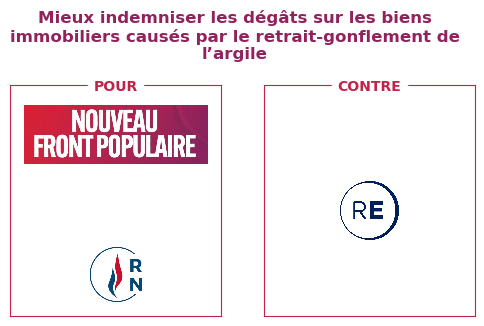 Mieux indemniser les dégâts sur les biens
immobiliers causés par le retrait-gonflement de
l’argile
POUR
NOUVEAU
FRONT POPULAIRE
R
N
CONTRE
RE